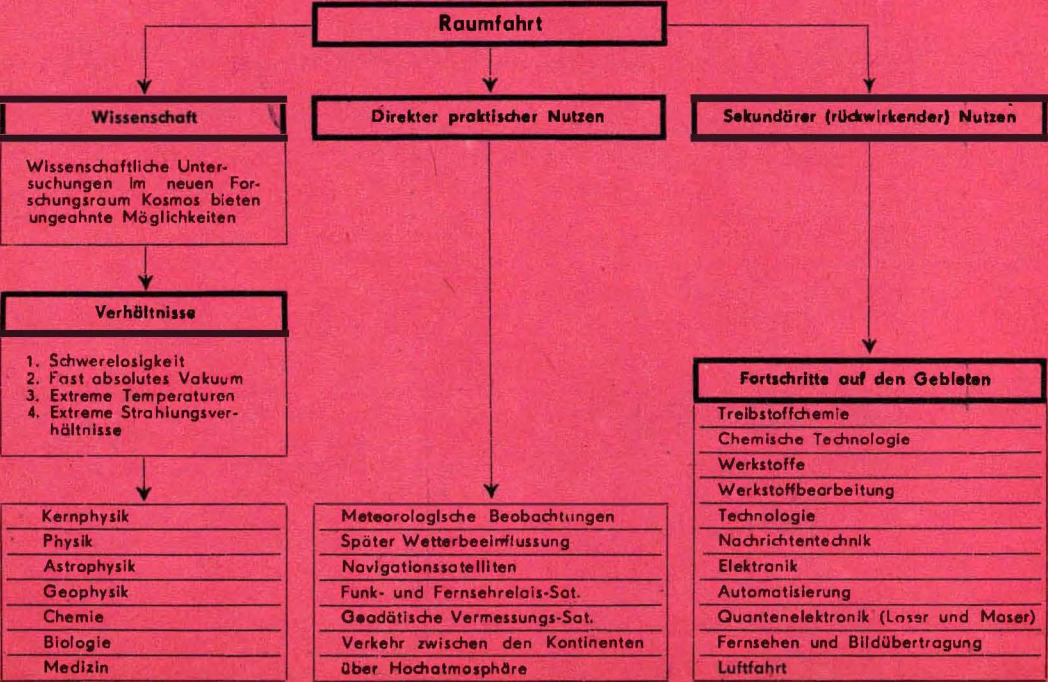 Raumfahrt
Wissenschaft
Wissenschaftliche Unter-
suchungen im neuen For-
schungsraum Kosmos bieten
ungeahnte Möglichkeiten
Verhältnisse
1. Schwerelosigkeit
2. Fast absolutes Vakuum
3. Extreme Temperaturen
4. Extreme Strahlungsver-
hältnisse
Kernphysik
Physik
Astrophysik
Geophysik
Chemie
Biologie
Medizin
Direkter praktischer Nutzen
Meteorologische Beobachtungen
Später Wetterbeeinflussung
Navigationssatelliten
Funk- und Fernsehrelais-Sat.
Geodätische Vermessungs-Sat.
Verkehr zwischen den Kontinenten
über Hochatmosphäre
Sekundärer (rückwirkender) Nutzen
Fortschritte auf den Gebieten
Treibstoffchemie
Chemische Technologie
Werkstoffe
Werkstoffbearbeitung
Technologie
Nachrichtentechnik
Elektronik
Automatisierung
Quantenelektronik (Laser und Maser)
Fernsehen und Bildübertragung
Luftfahrt